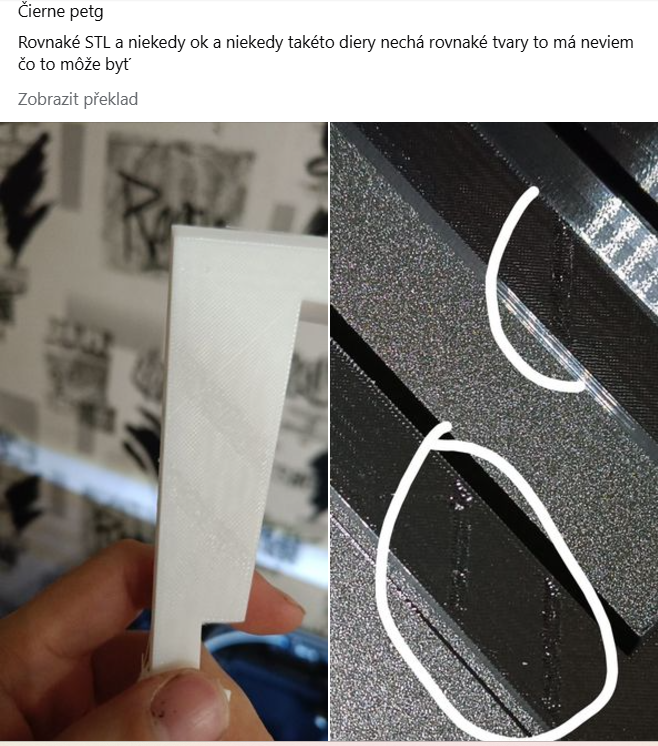 Čierne petg
Rovnaké STL a niekedy ok a niekedy takéto diery nechá rovnaké tvary to má neviem
čo to môže byť
Zobrazit překlad